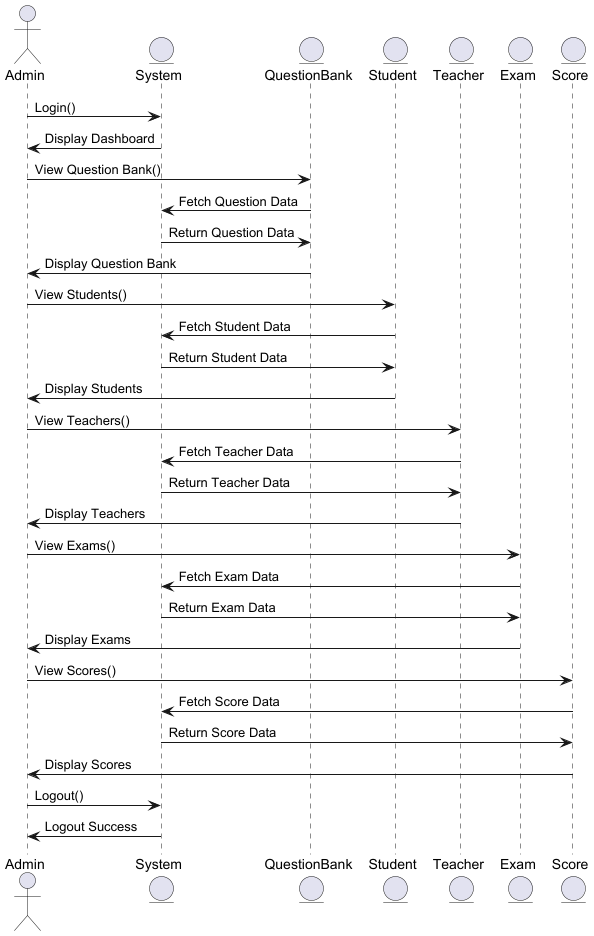 Admin System QuestionBank Student Teacher Exam Score
Login()
Display Dashboard
View Question Bank()
Fetch Question Data
Return Question Data
Display Question Bank
View Students()
Fetch Student Data
Return Student Data
Display Students
View Teachers()
Fetch Teacher Data
Return Teacher Data
Display Teachers
View Exams()
Fetch Exam Data
Return Exam Data
Display Exams
View Scores()
Fetch Score Data
Return Score Data
Display Scores
Logout()
Logout Success
Admin System QuestionBank Student Teacher Exam Score